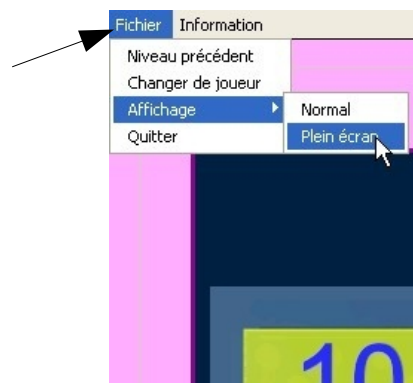 Fichier Information
Niveau précédent
Changer de joueur
Affichage
Normal
Plein écran
Quitter
10